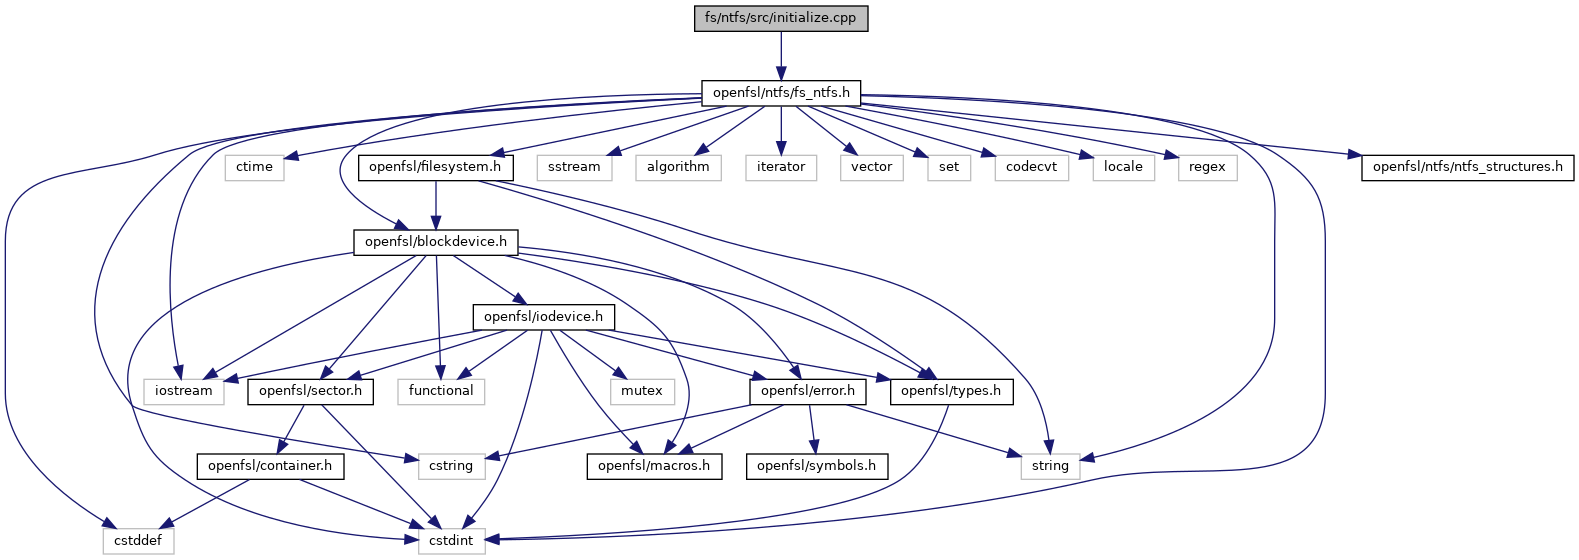 fs/ntfs/src/initialize.cpp
openfsl/ntfs/fs_ntfs.h
ctime
openfsl/filesystem.h
sstream
algorithm
iterator
vector
set
codecvt
locale
regex
openfsl/ntfs/ntfs_structures.h
openfsl/blockdevice.h
openfsl/iodevice.h
iostream
openfsl/sector.h
functional
mutex
openfsl/error.h
openfsl/types.h
openfsl/container.h
cstring
openfsl/macros.h
openfsl/symbols.h
string
cstddef
cstdint